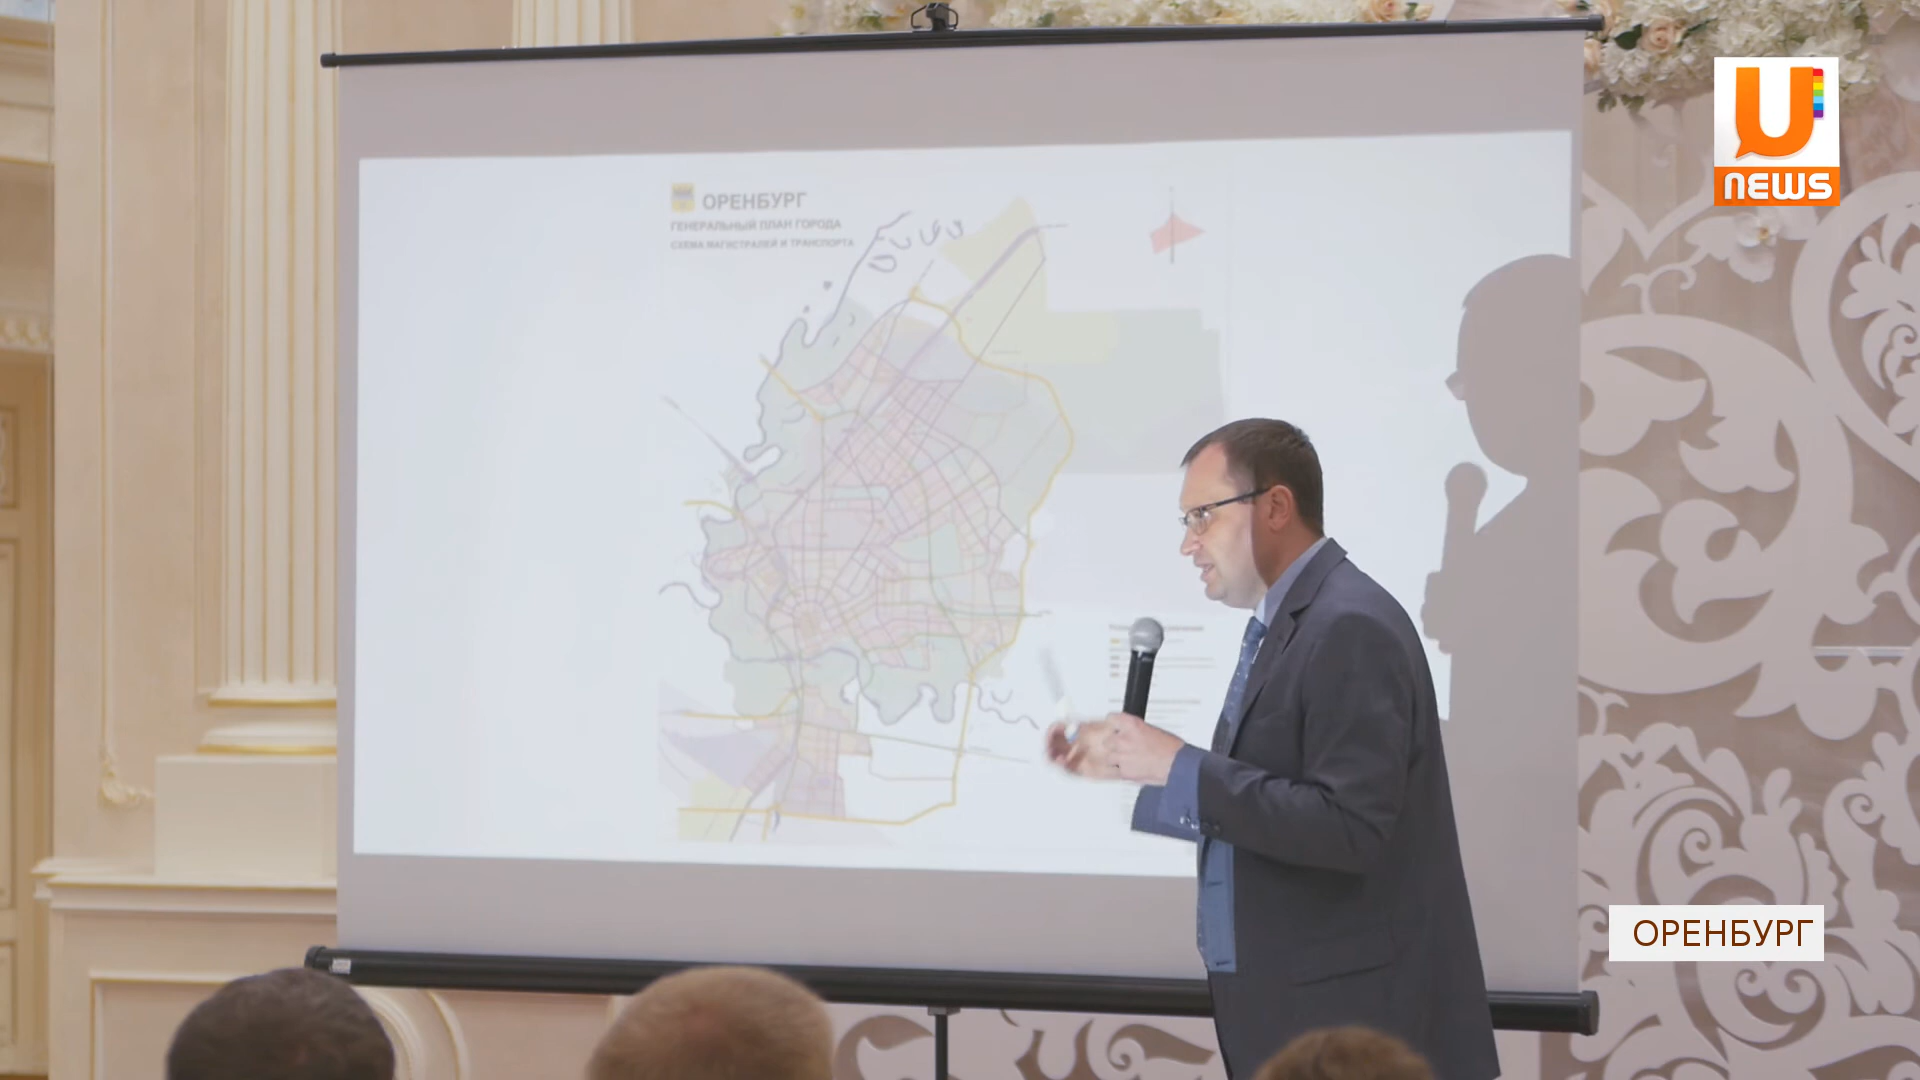 ОРЕНБУРГ
ГЕНЕРАЛЬНЫЙ ПЛАН ГОРОДА
СХЕМА МАГИСТРАЛЕЙ И ТРАНСПОРТА
U
NEWS
ОРЕНБУРГ